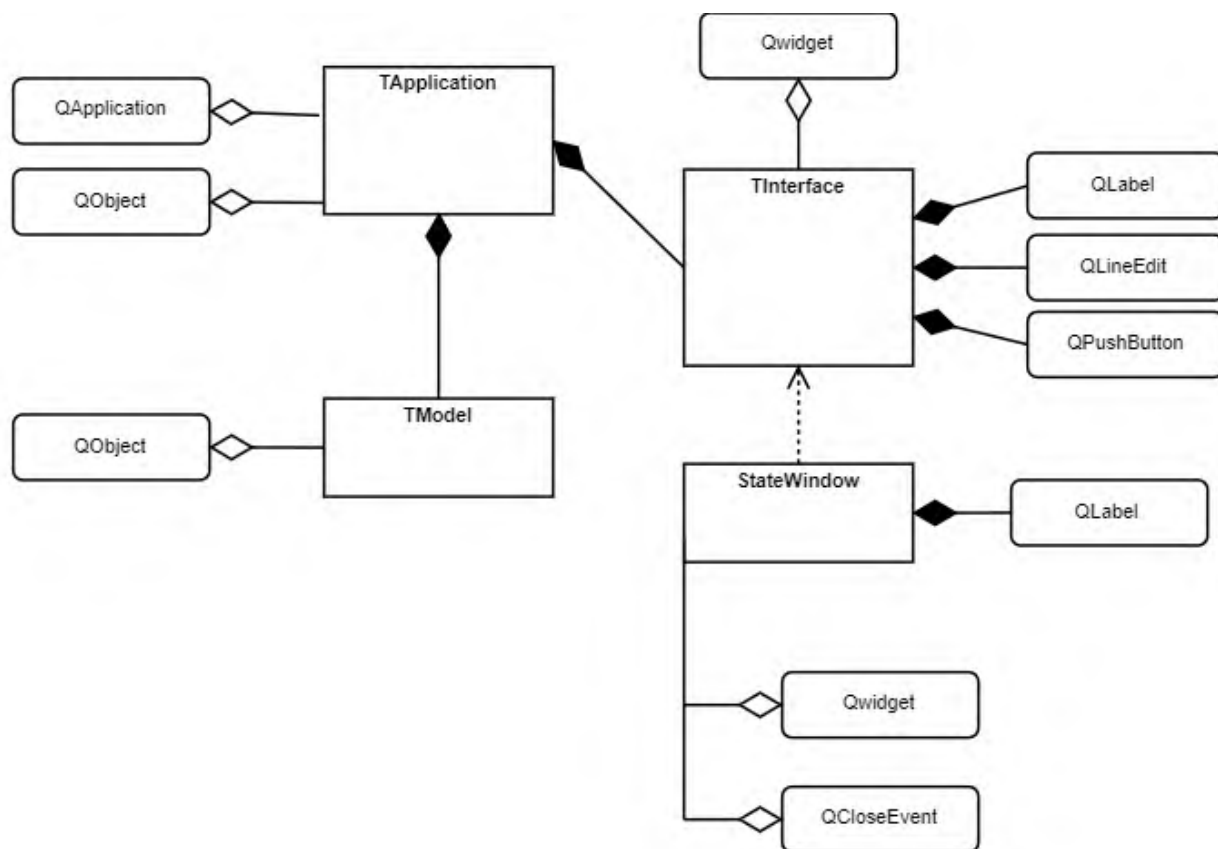 Qwidget
TApplication
QApplication
QObject
TInterface
QLabel
QLineEdit
QPushButton
TModel
QObject
StateWindow
QLabel
Qwidget
QCloseEvent